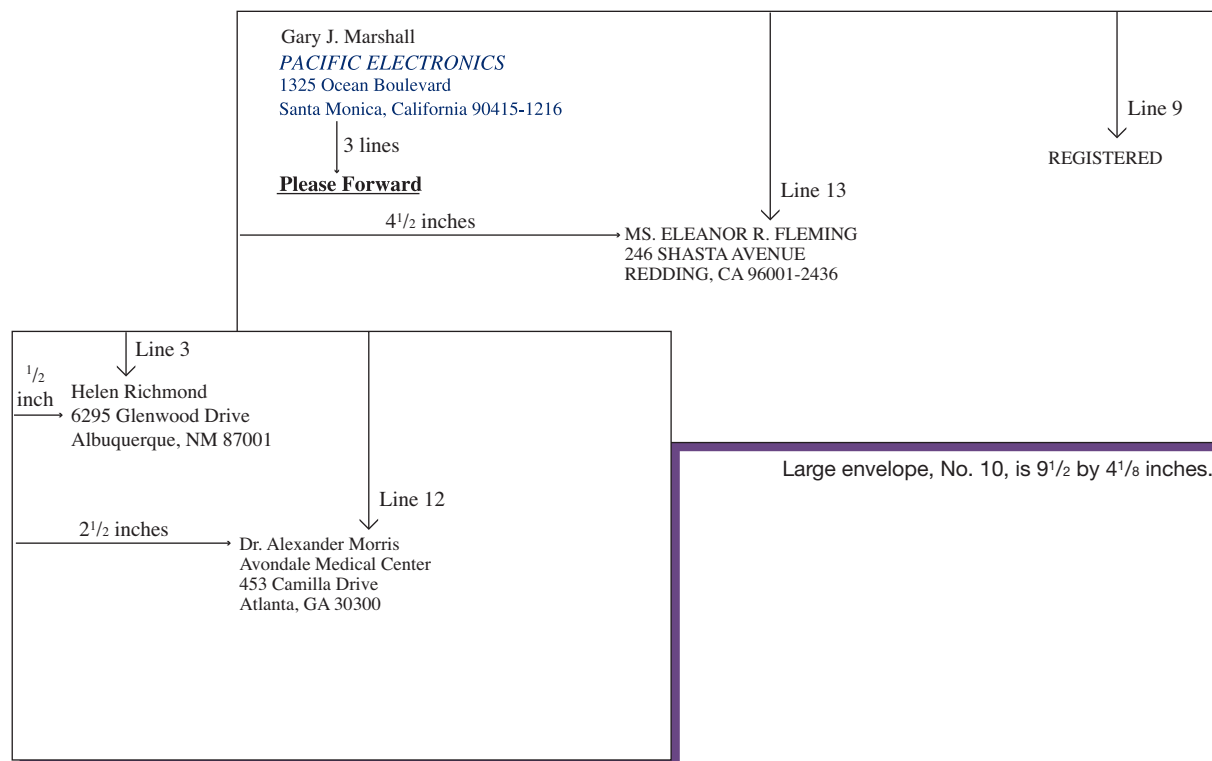 Gary J. Marshall
PACIFIC ELECTRONICS
1325 Ocean Boulevard
Santa Monica, California 90415-1216
3 lines
Please Forward
Line 9
REGISTERED
Line 13
4 1/2 inches
MS. ELEANOR R. FLEMING
246 SHASTA AVENUE
REDDING, CA 96001-2436
Line 3
1/2
inch
Helen Richmond
6295 Glenwood Drive
Albuquerque, NM 87001
Large envelope, No. 10, is 9 1/2 by 4 1/8 inches.
Line 12
2 1/2 inches
Dr. Alexander Morris
Avondale Medical Center
453 Camilla Drive
Atlanta, GA 30300